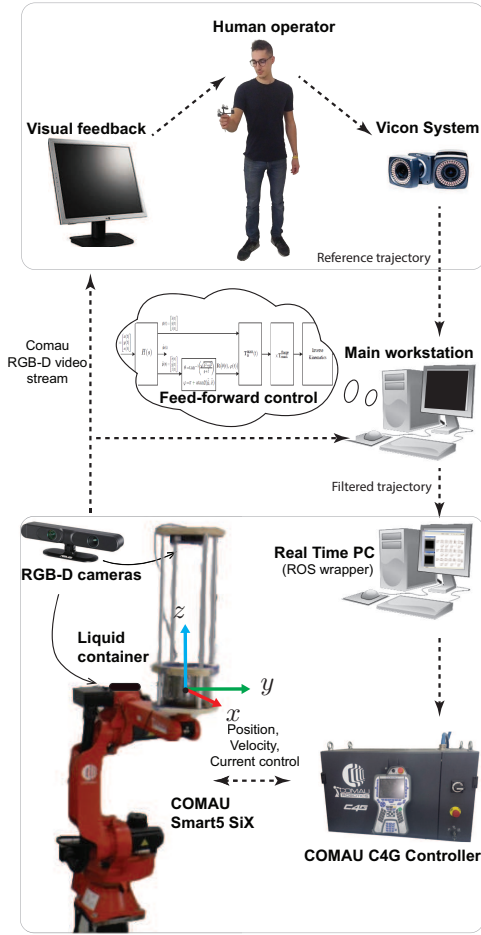 Human operator
Visual feedback
Vicon System
Reference trajectory
Comau
RGB-D video
stream
Feed-forward control
Main workstation
Filtered trajectory
RGB-D cameras
Real Time PC
(ROS wrapper)
Liquid
container
z
y
x
Position,
Velocity,
Current control
COMAU
Smart5 SiX
COMAU
C4G
COMAU C4G Controller